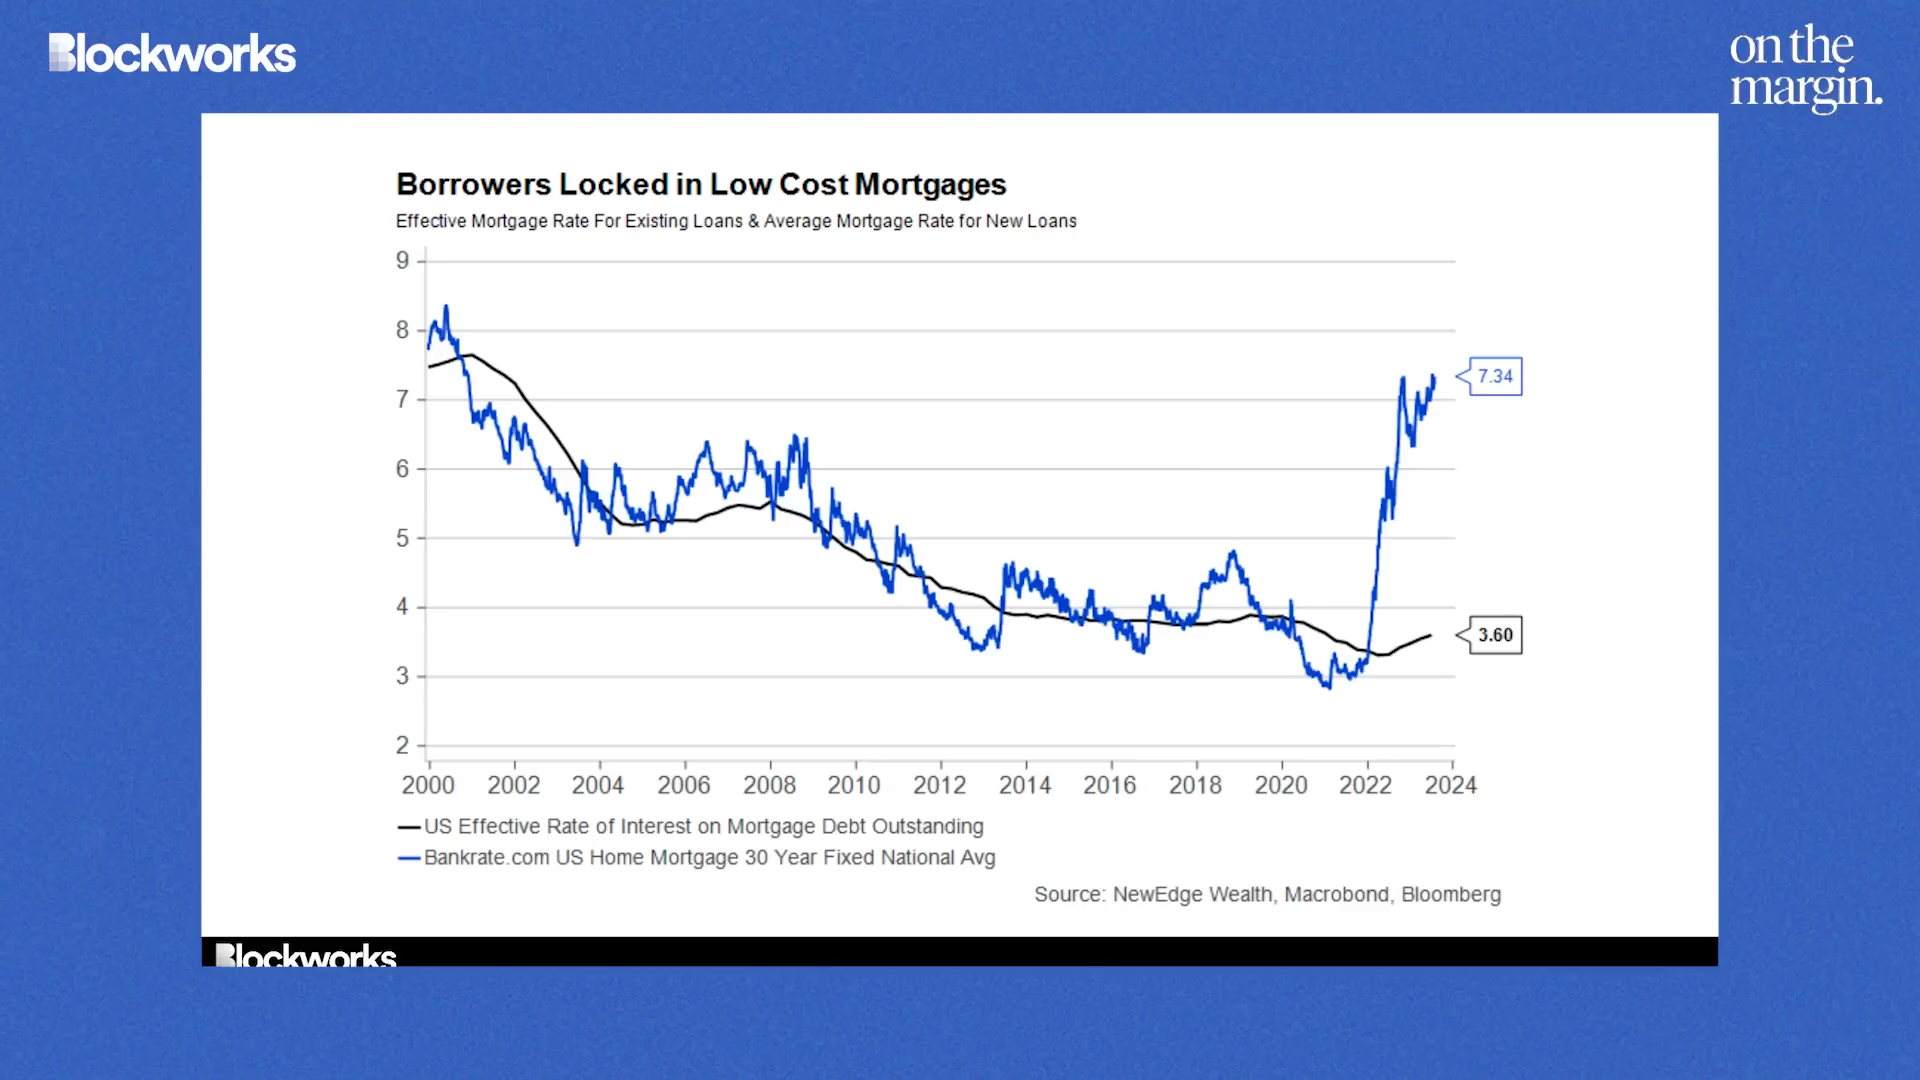 Blockworks
on the
margin.
Borrowers Locked in Low Cost Mortgages
Effective Mortgage Rate For Existing Loans & Average Mortgage Rate for New Loans
9
8
7
6
5
4
3
2
7.34
3.60
2000 2002 2004 2006 2008 2010 2012 2014 2016 2018 2020 2022 2024
US Effective Rate of Interest on Mortgage Debt Outstanding
Bankrate.com US Home Mortgage 30 Year Fixed National Avg
Source: NewEdge Wealth, Macrobond, Bloomberg
Blockworks